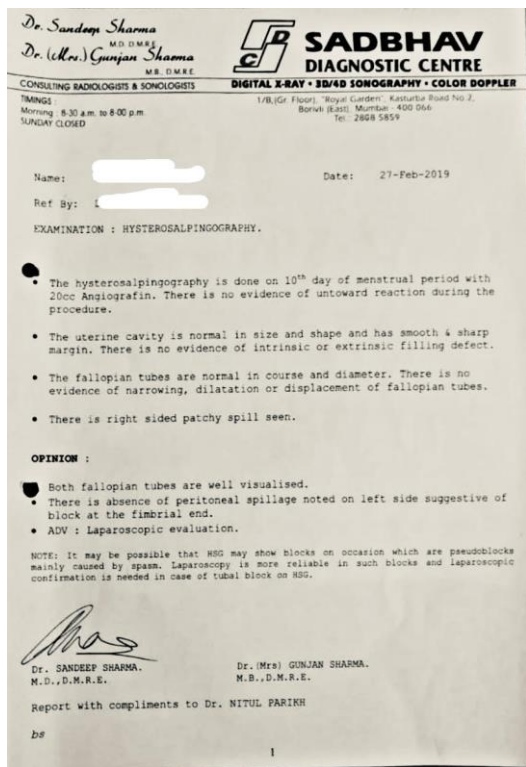 Dr. Sandeep Sharma
M.D. D.M.R.E.
Dr. (Mrs.) Gunjan Sharma
M.B., D.M.R.E.
CONSULTING RADIOLOGISTS & SONOLOGISTS
TIMINGS :
Morning : 8-30 a.m. to 8-00 p.m.
SUNDAY CLOSED
SDC
SADBHAV
DIAGNOSTIC CENTRE
DIGITAL X-RAY • 3D/4D SONOGRAPHY • COLOR DOPPLER
1/B,(Gr. Floor), "Royal Garden", Kasturba Road No.2,
Borivli (East), Mumbai - 400 066
Tel.: 2808 5859
Name:
Date: 27-Feb-2019
Ref By:
EXAMINATION : HYSTEROSALPINGOGRAPHY.
• The hysterosalpingography is done on 10th day of menstrual period with
20cc Angiografin. There is no evidence of untoward reaction during the
procedure.
• The uterine cavity is normal in size and shape and has smooth & sharp
margin. There is no evidence of intrinsic or extrinsic filling defect.
• The fallopian tubes are normal in course and diameter. There is no
evidence of narrowing, dilatation or displacement of fallopian tubes.
• There is right sided patchy spill seen.
OPINION :
Both fallopian tubes are well visualised.
• There is absence of peritoneal spillage noted on left side suggestive of
block at the fimbrial end.
• ADV : Laparoscopic evaluation.
NOTE: It may be possible that HSG may show blocks on occasion which are pseudoblocks
mainly caused by spasm. Laparoscopy is more reliable in such blocks and laparoscopic
confirmation is needed in case of tubal block on HSG.
Dr. SANDEEP SHARMA.
M.D.,D.M.R.E.
Dr.(Mrs) GUNJAN SHARMA.
M.B.,D.M.R.E.
Report with compliments to Dr. NITUL PARIKH
bs
1